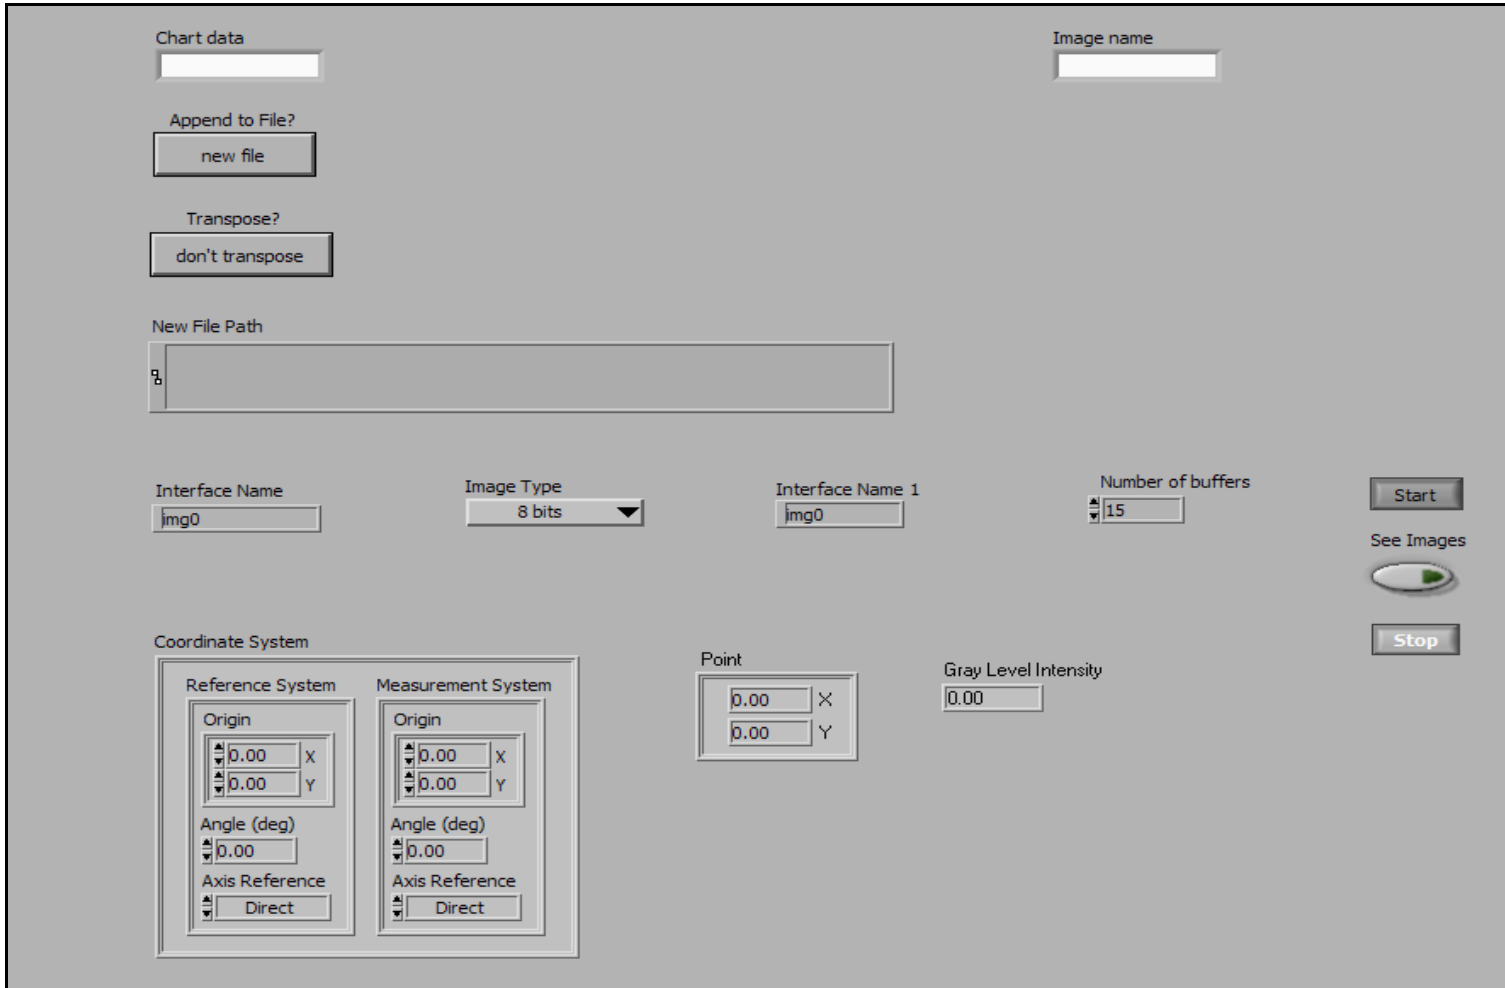 Chart data
Image name
Append to File?
new file
Transpose?
don't transpose
New File Path
Interface Name
img0
Image Type
8 bits
Interface Name 1
img0
Number of buffers
15
Start
See Images
Stop
Coordinate System
Reference System
Origin
0.00 X
0.00 Y
Angle (deg)
0.00
Axis Reference
Direct
Measurement System
Origin
0.00 X
0.00 Y
Angle (deg)
0.00
Axis Reference
Direct
Point
0.00 X
0.00 Y
Gray Level Intensity
0.00